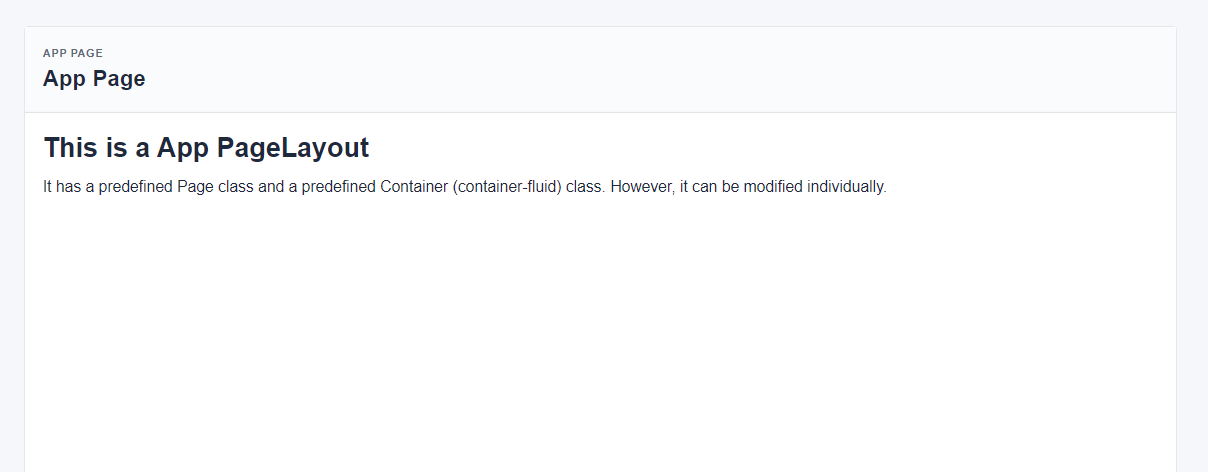 APP PAGE
App Page
This is a App PageLayout
It has a predefined Page class and a predefined Container (container-fluid) class. However, it can be modified individually.